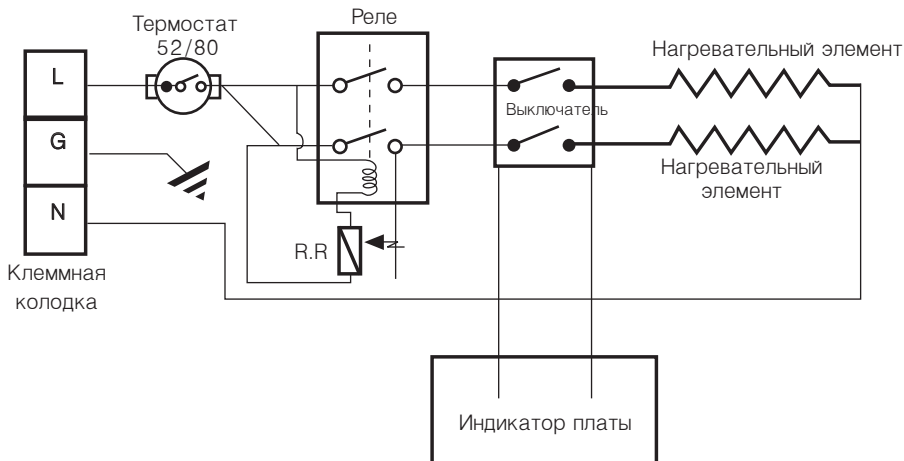 Термостат
52/80
Реле
Нагревательный элемент
L
Выключатель
G
Нагревательный
элемент
N
R.R
Клеммная
колодка
Индикатор платы